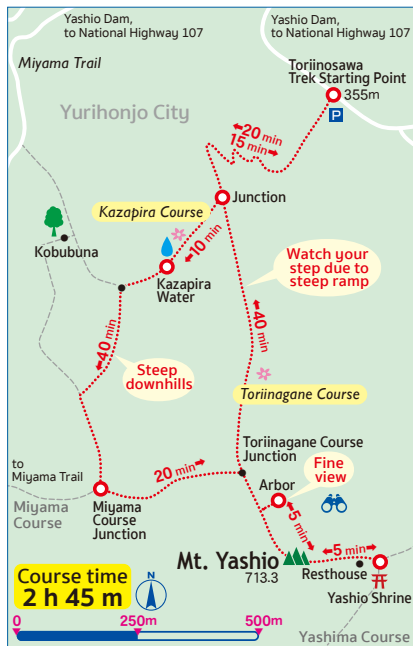 Yashio Dam,
to National Highway 107
Yashio Dam,
to National Highway 107
Miyama Trail
Toriinosawa
Trek Starting Point
355m
P
Yurihonjo City
20 min
15 min
Junction
Kazapira Course
10 min
Kobubuna
Kazapira
Water
Watch your
step due to
steep ramp
40 min
40 min
Steep
downhills
Toriinagane Course
Toriinagane Course
Junction
20 min
to
Miyama Trail
Miyama
Course
Miyama
Course
Junction
Arbor
Fine
view
5 min
Mt. Yashio
713.3
5 min
Resthouse
Yashio Shrine
Yashima Course
Course time
2 h 45 m
N
0
250m
500m